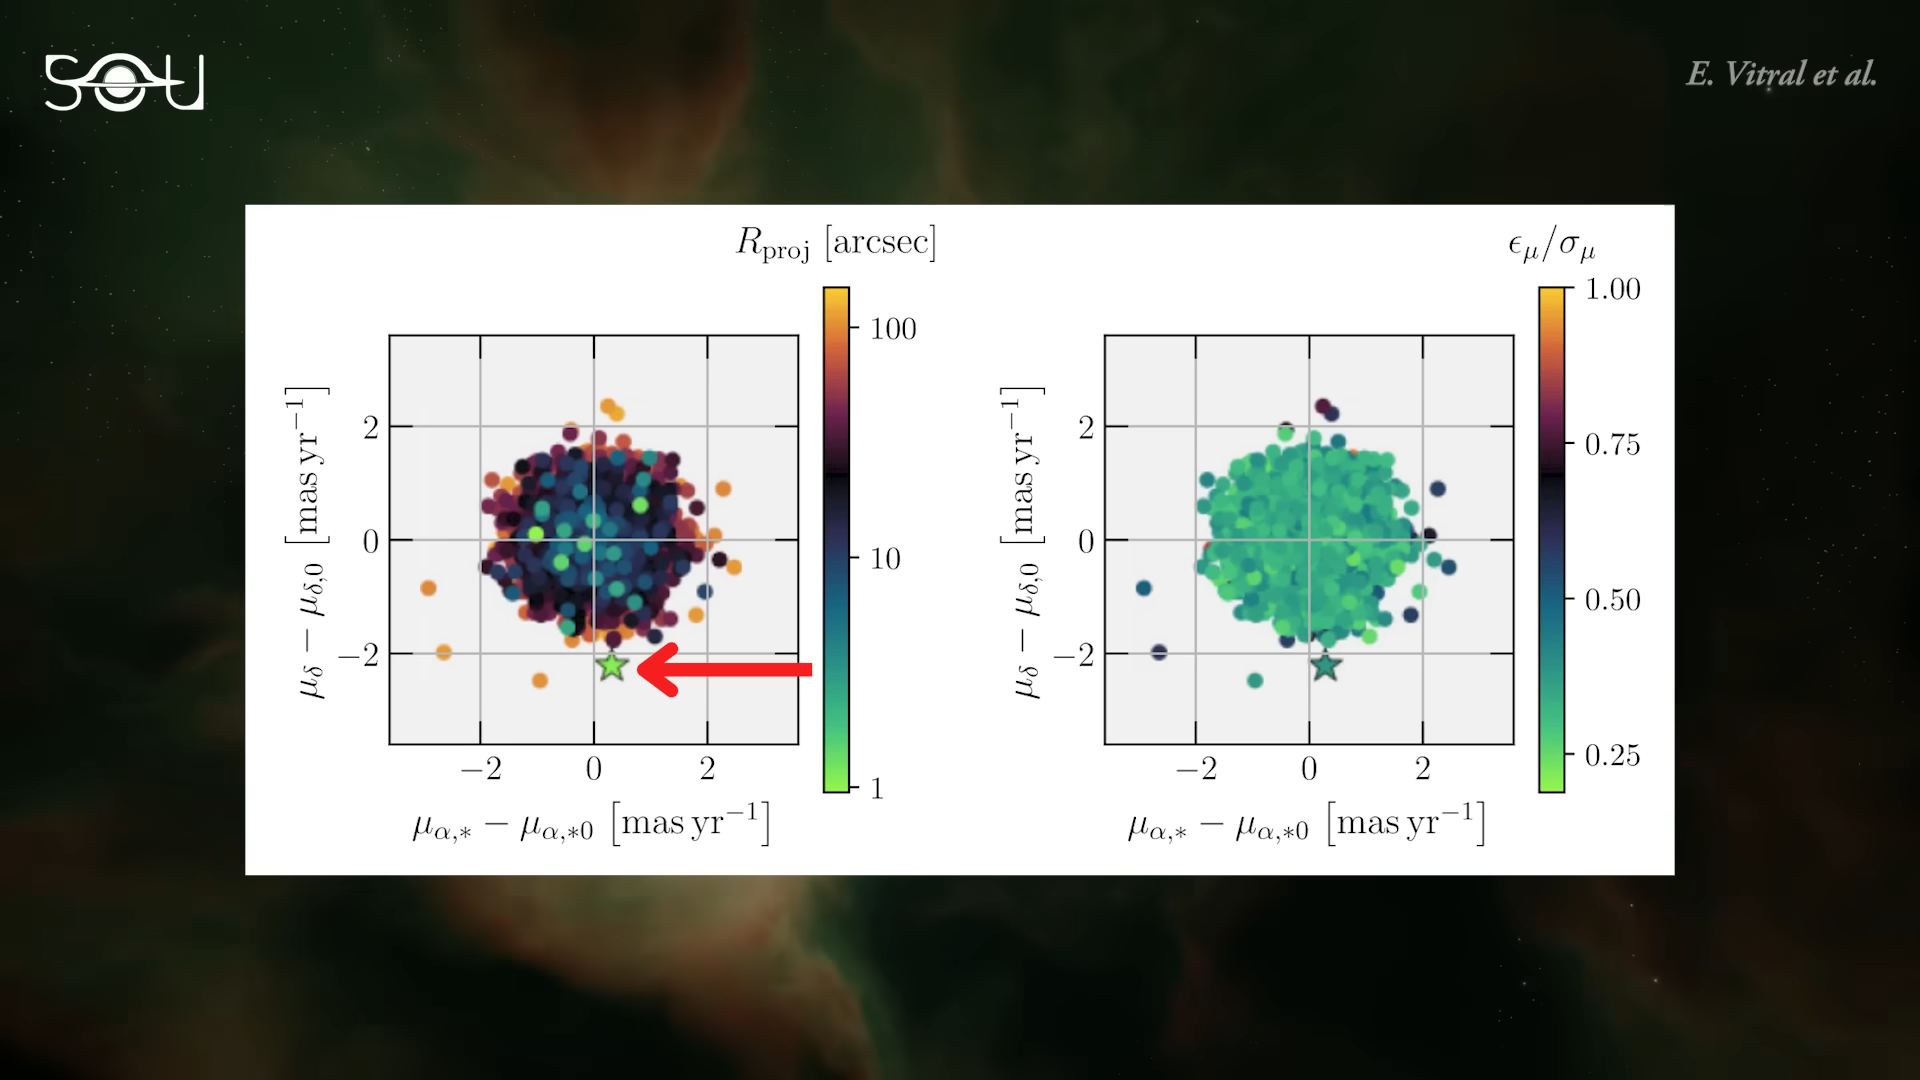 SOU
E. Vitral et al.
R_proj [arcsec]
100
10
1
μ_δ − μ_δ,0 [mas yr⁻¹]
2
0
−2
−2 0 2
μ_α,* − μ_α,*0 [mas yr⁻¹]
ϵ_μ/σ_μ
1.00
0.75
0.50
0.25
μ_δ − μ_δ,0 [mas yr⁻¹]
2
0
−2
−2 0 2
μ_α,* − μ_α,*0 [mas yr⁻¹]